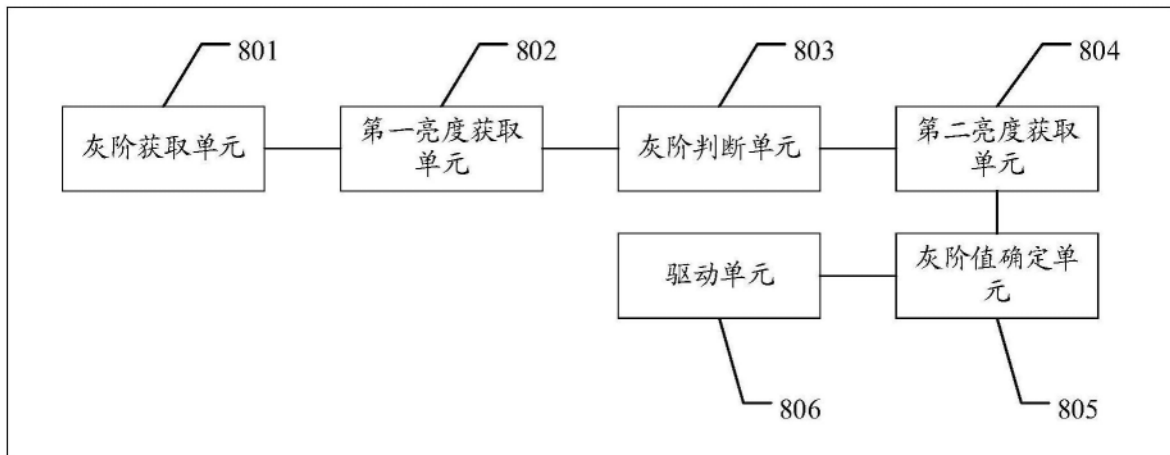 801
802
803
804
灰阶获取单元
第一亮度获取
单元
灰阶判断单元
第二亮度获取
单元
驱动单元
灰阶值确定单
元
806
805